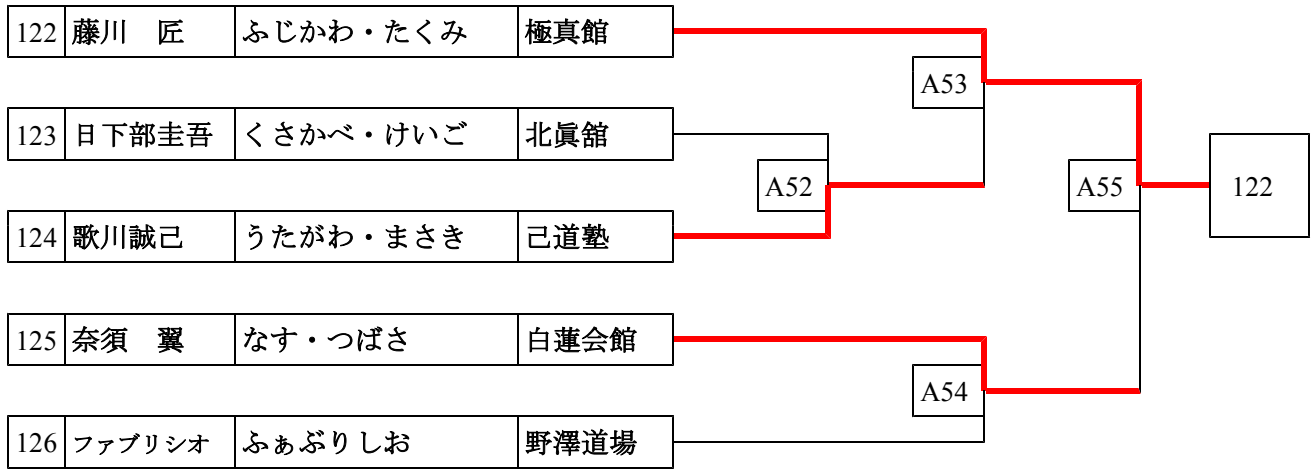 122 藤川　匠 ふじかわ・たくみ 極真館
A53
123 日下部圭吾 くさかべ・けいご 北眞舘
A52 A55 122
124 歌川誠己 うたがわ・まさき 己道塾
125 奈須　翼 なす・つばさ 白蓮会館
A54
126 ファブリシオ ふぁぶりしお 野澤道場